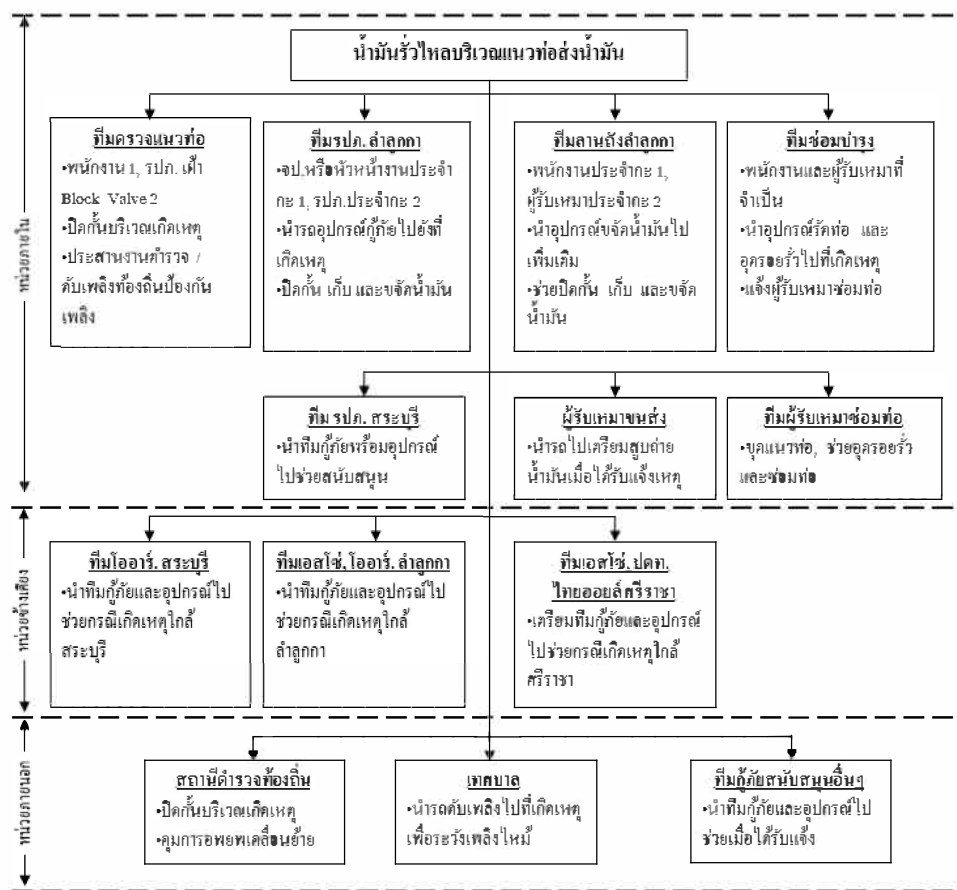 น้ำมันรั่วไหลบริเวณแนวท่อส่งน้ำมัน
หน่วยภายใน
ทีมตรวจแนวท่อ
•พนักงาน 1, รปภ. เฝ้า
Block Valve 2
•ปิดกั้นบริเวณเกิดเหตุ
•ประสานงานตำรวจ /
ดับเพลิงท้องถิ่นป้องกัน
เพลิง
ทีมรปภ. ลำลูกกา
•จป.หรือหัวหน้างานประจำ
กะ 1, รปภ.ประจำกะ 2
•นำรถอุปกรณ์กู้ภัยไปยังที่
เกิดเหตุ
•ปิดกั้น เก็บ และขจัดน้ำมัน
ทีมลานถังลำลูกกา
•พนักงานประจำกะ 1,
ผู้รับเหมาประจำกะ 2
•นำอุปกรณ์ขจัดน้ำมันไป
เพิ่มเติม
•ช่วยปิดกั้น เก็บ และขจัด
น้ำมัน
ทีมซ่อมบำรุง
•พนักงานและผู้รับเหมาที่
จำเป็น
•นำอุปกรณ์รัดท่อ และ
อุดรอยรั่วไปที่เกิดเหตุ
•แจ้งผู้รับเหมาซ่อมท่อ
ทีม รปภ. สระบุรี
•นำทีมกู้ภัยพร้อมอุปกรณ์
ไปช่วยสนับสนุน
ผู้รับเหมาขนส่ง
•นำรถไปเตรียมสูบถ่าย
น้ำมันเมื่อได้รับแจ้งเหตุ
ทีมผู้รับเหมาซ่อมท่อ
•ขุดแนวท่อ, ช่วยอุดรอยรั่ว
และซ่อมท่อ
หน่วยข้างเคียง
ทีมโออาร์. สระบุรี
•นำทีมกู้ภัยและอุปกรณ์ไป
ช่วยกรณีเกิดเหตุใกล้
สระบุรี
ทีมเอสโซ่, โออาร์. ลำลูกกา
•นำทีมกู้ภัยและอุปกรณ์ไป
ช่วยกรณีเกิดเหตุใกล้
ลำลูกกา
ทีมเอสโซ่, ปตท,
ไทยออยล์ ศรีราชา
•เตรียมทีมกู้ภัยและอุปกรณ์
ไปช่วยกรณีเกิดเหตุใกล้
ศรีราชา
หน่วยภายนอก
สถานีตำรวจท้องถิ่น
•ปิดกั้นบริเวณเกิดเหตุ
•คุมการอพยพเคลื่อนย้าย
เทศบาล
•นำรถดับเพลิงไปที่เกิดเหตุ
เพื่อระวังเพลิงไหม้
ทีมกู้ภัยสนับสนุนอื่นๆ
•นำทีมกู้ภัยและอุปกรณ์ไป
ช่วยเมื่อได้รับแจ้ง